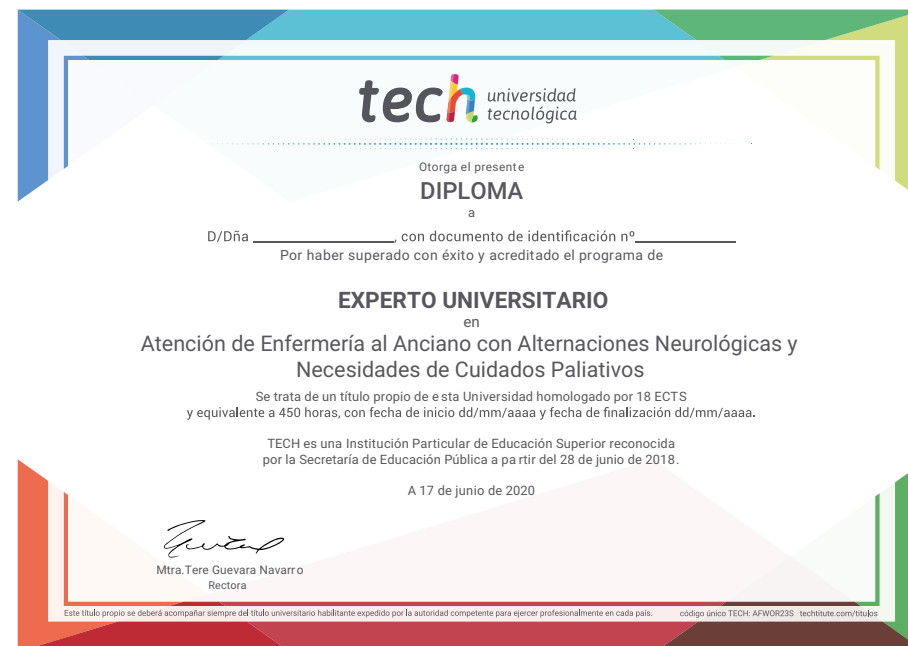 tech universidad
tecnológica
Otorga el presente
DIPLOMA
a
D/Dña ____________, con documento de identificación nº____________
Por haber superado con éxito y acreditado el programa de
EXPERTO UNIVERSITARIO
en
Atención de Enfermería al Anciano con Alternaciones Neurológicas y
Necesidades de Cuidados Paliativos
Se trata de un título propio de esta Universidad homologado por 18 ECTS
y equivalente a 450 horas, con fecha de inicio dd/mm/aaaa y fecha de finalización dd/mm/aaaa.
TECH es una Institución Particular de Educación Superior reconocida
por la Secretaría de Educación Pública a partir del 28 de junio de 2018.
A 17 de junio de 2020
Mtra.Tere Guevara Navarro
Rectora
Este título propio se deberá acompañar siempre del título universitario habilitante expedido por la autoridad competente para ejercer profesionalmente en cada país. código único TECH: AFWOR23S techtitute.com/titulos